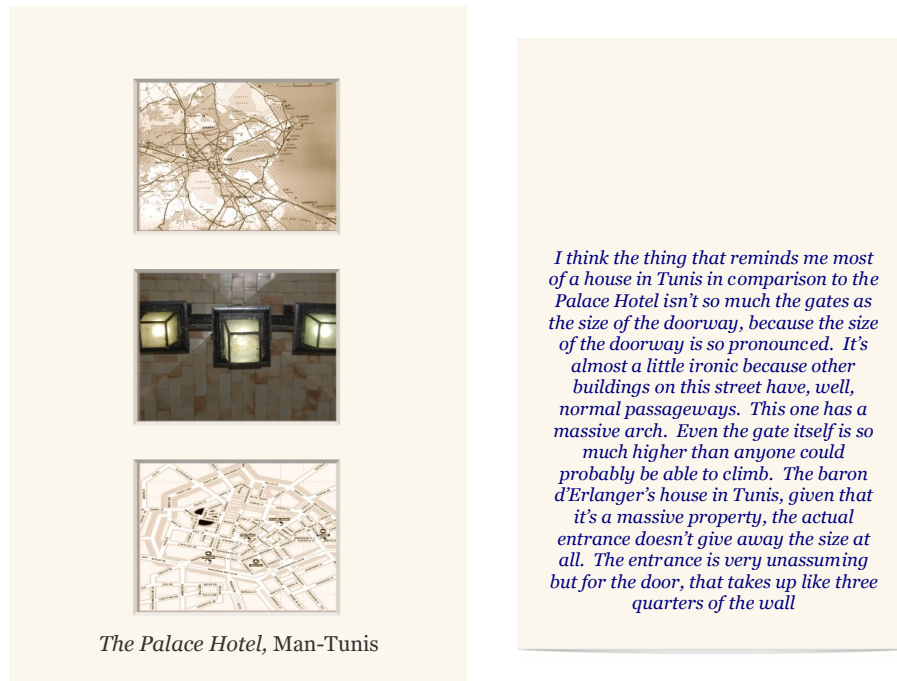 The Palace Hotel, Man-Tunis
I think the thing that reminds me most
of a house in Tunis in comparison to the
Palace Hotel isn't so much the gates as
the size of the doorway, because the size
of the doorway is so pronounced.  It's
almost a little ironic because other
buildings on this street have, well,
normal passageways.  This one has a
massive arch.  Even the gate itself is so
much higher than anyone could
probably be able to climb.  The baron
d'Erlanger's house in Tunis, given that
it's a massive property, the actual
entrance doesn't give away the size at
all.  The entrance is very unassuming
but for the door, that takes up like three
quarters of the wall